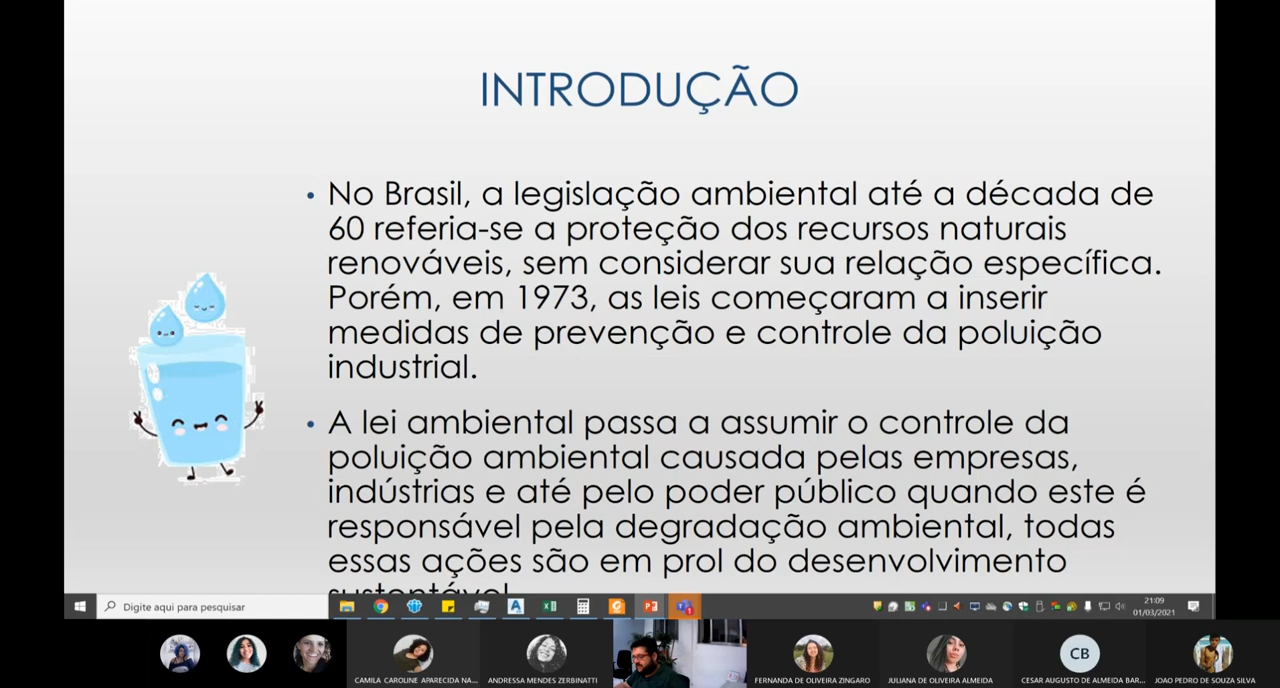 INTRODUÇÃO
• No Brasil, a legislação ambiental até a década de
60 referia-se a proteção dos recursos naturais
renováveis, sem considerar sua relação específica.
Porém, em 1973, as leis começaram a inserir
medidas de prevenção e controle da poluição
industrial.
• A lei ambiental passa a assumir o controle da
poluição ambiental causada pelas empresas,
indústrias e até pelo poder público quando este é
responsável pela degradação ambiental, todas
essas ações são em prol do desenvolvimento
sustentável
Digite aqui para pesquisar
21:09
01/03/2021
CB
CAMILA CAROLINE APARECIDA NA...
ANDRESSA MENDES ZERBINATTI
FERNANDA DE OLIVEIRA ZINGARO
JULIANA DE OLIVEIRA ALMEIDA
CESAR AUGUSTO DE ALMEIDA BAR...
JOAO PEDRO DE SOUZA SILVA